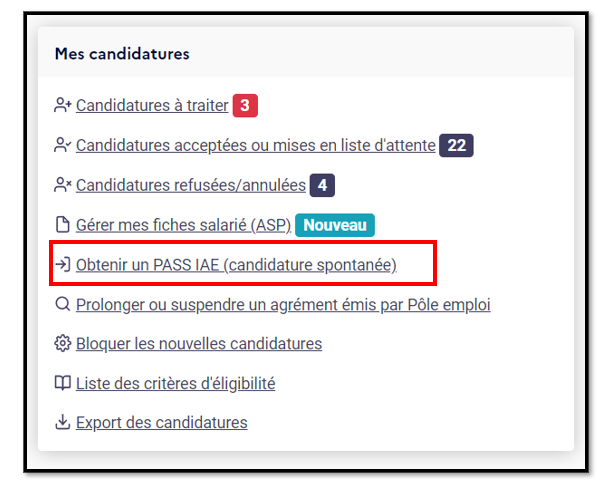 Mes candidatures
Candidatures à traiter 3
Candidatures acceptées ou mises en liste d'attente 22
Candidatures refusées/annulées 4
Gérer mes fiches salarié (ASP) Nouveau
Obtenir un PASS IAE (candidature spontanée)
Prolonger ou suspendre un agrément émis par Pôle emploi
Bloquer les nouvelles candidatures
Liste des critères d'éligibilité
Export des candidatures